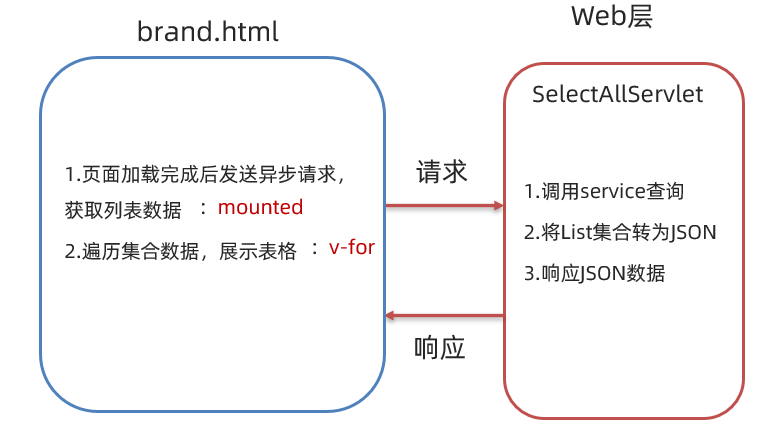 brand.html
1.页面加载完成后发送异步请求，
获取列表数据 ：mounted
2.遍历集合数据，展示表格 ：v-for
请求
响应
Web层
SelectAllServlet
1.调用service查询
2.将List集合转为JSON
3.响应JSON数据